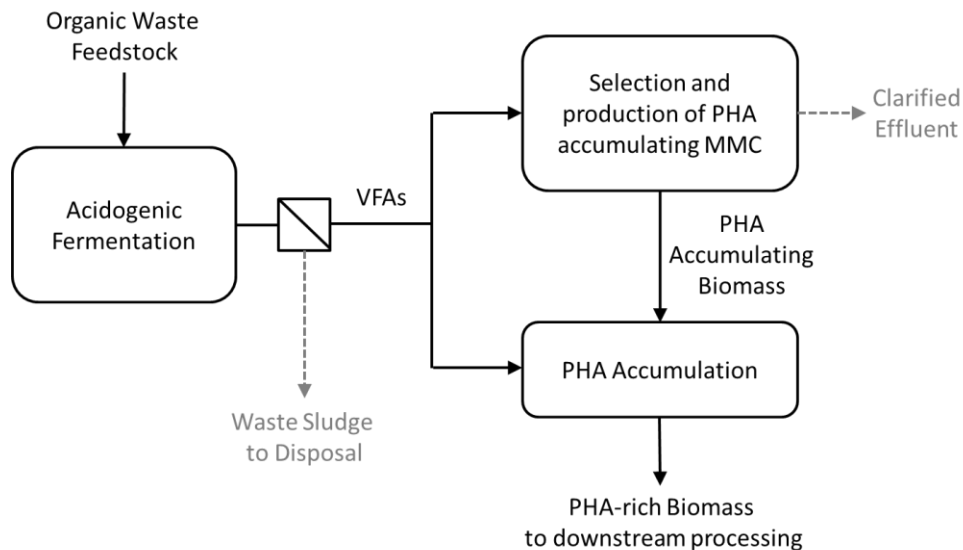 Organic Waste
Feedstock
Acidogenic
Fermentation
VFAs
Waste Sludge
to Disposal
Selection and
production of PHA
accumulating MMC
Clarified
Effluent
PHA
Accumulating
Biomass
PHA Accumulation
PHA-rich Biomass
to downstream processing